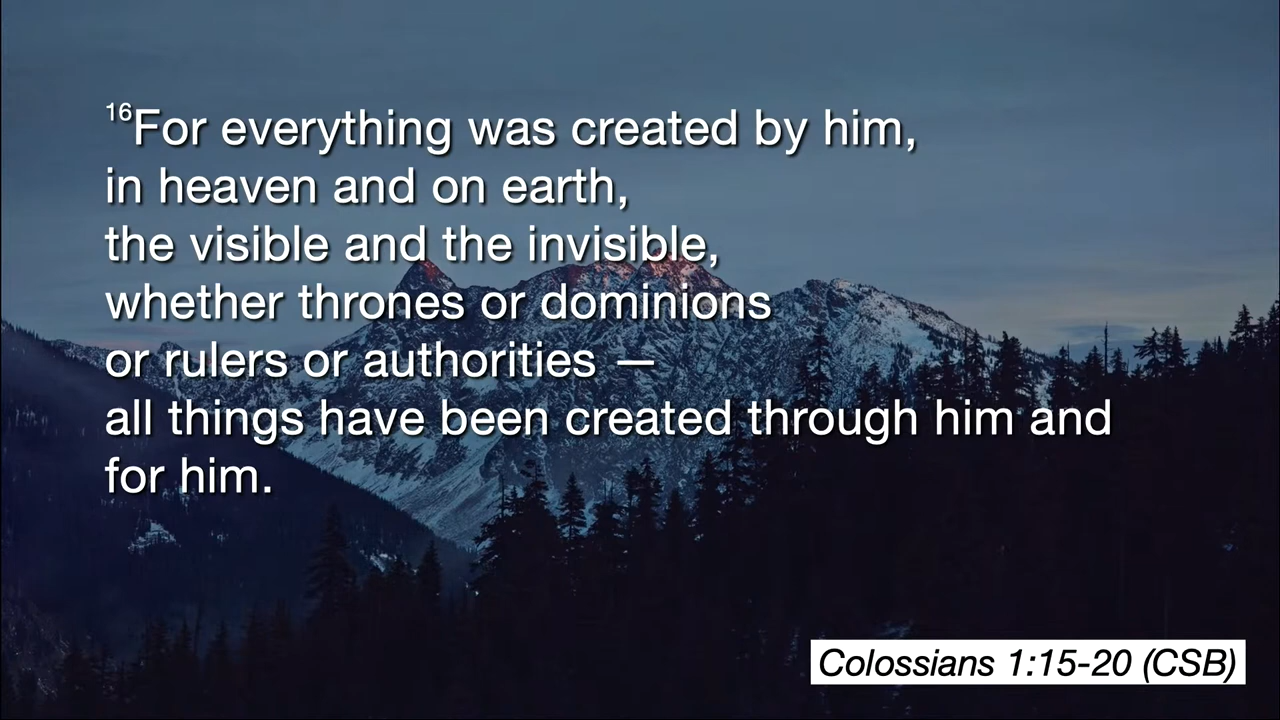 16For everything was created by him,
in heaven and on earth,
the visible and the invisible,
whether thrones or dominions
or rulers or authorities —
all things have been created through him and
for him.
Colossians 1:15-20 (CSB)